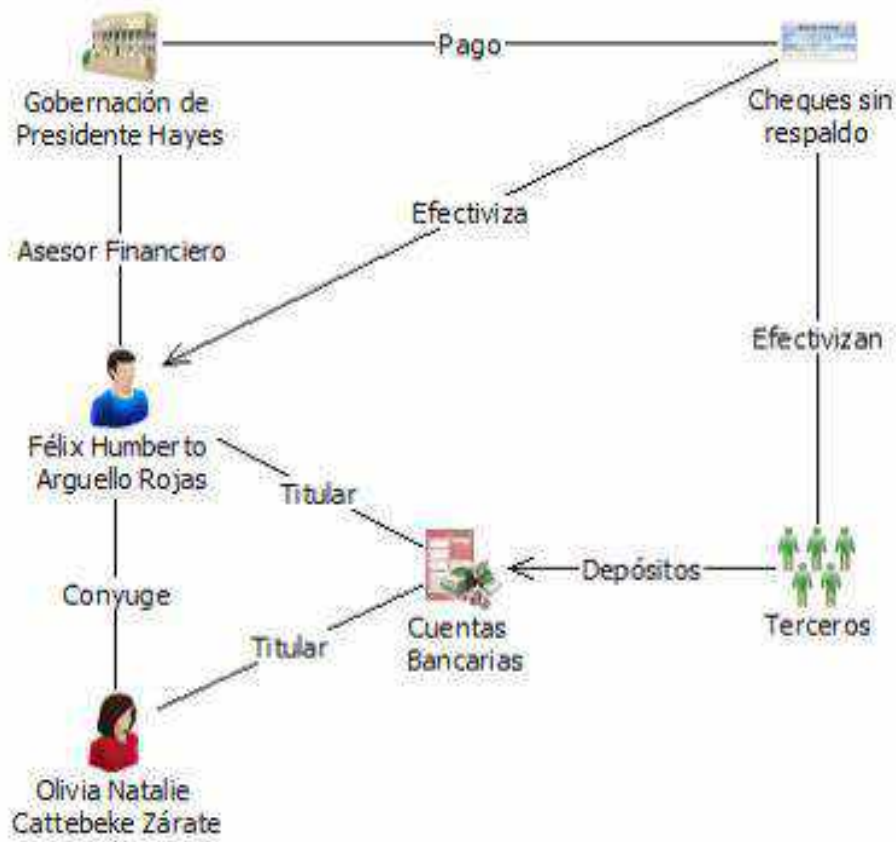 Pago
Gobernación de
Presidente Hayes
Cheques sin
respaldo
Efectiviza
Asesor Financiero
Efectivizan
Félix Humberto
Arguello Rojas
Titular
Conyuge
Depósitos
Titular
Cuentas
Bancarias
Terceros
Olivia Natalie
Cattebeke Zárate